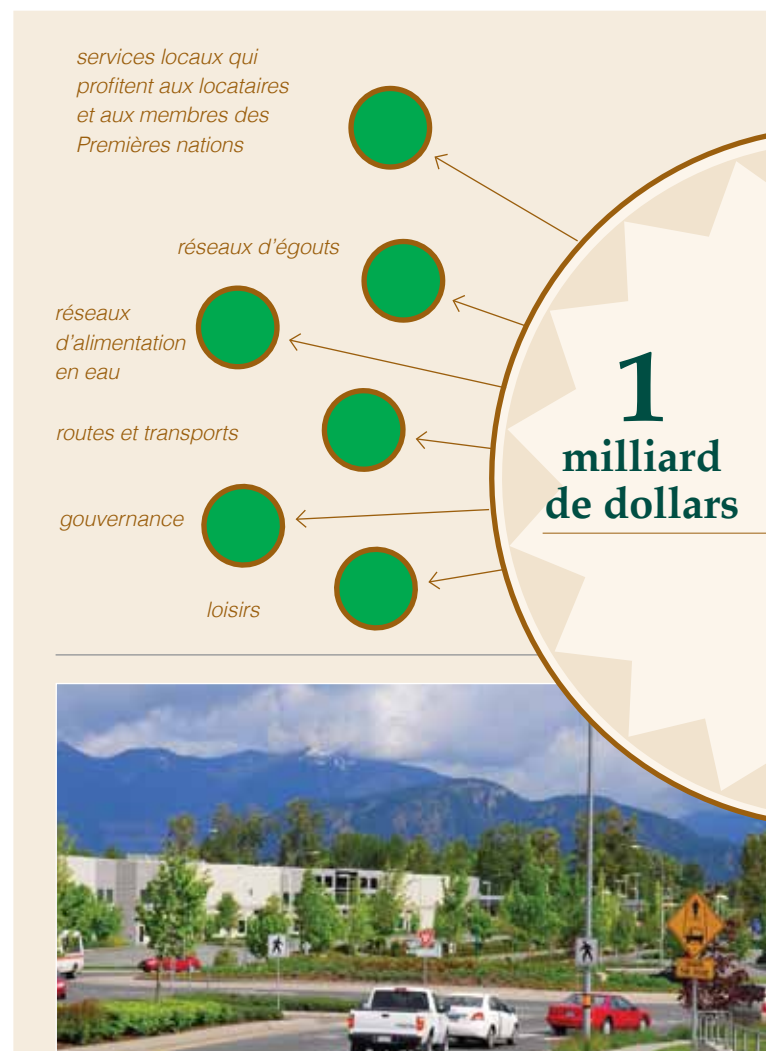 services locaux qui
profitent aux locataires
et aux membres des
Premières nations
réseaux d'égouts
réseaux
d'alimentation
en eau
routes et transports
gouvernance
loisirs
1
milliard
de dollars